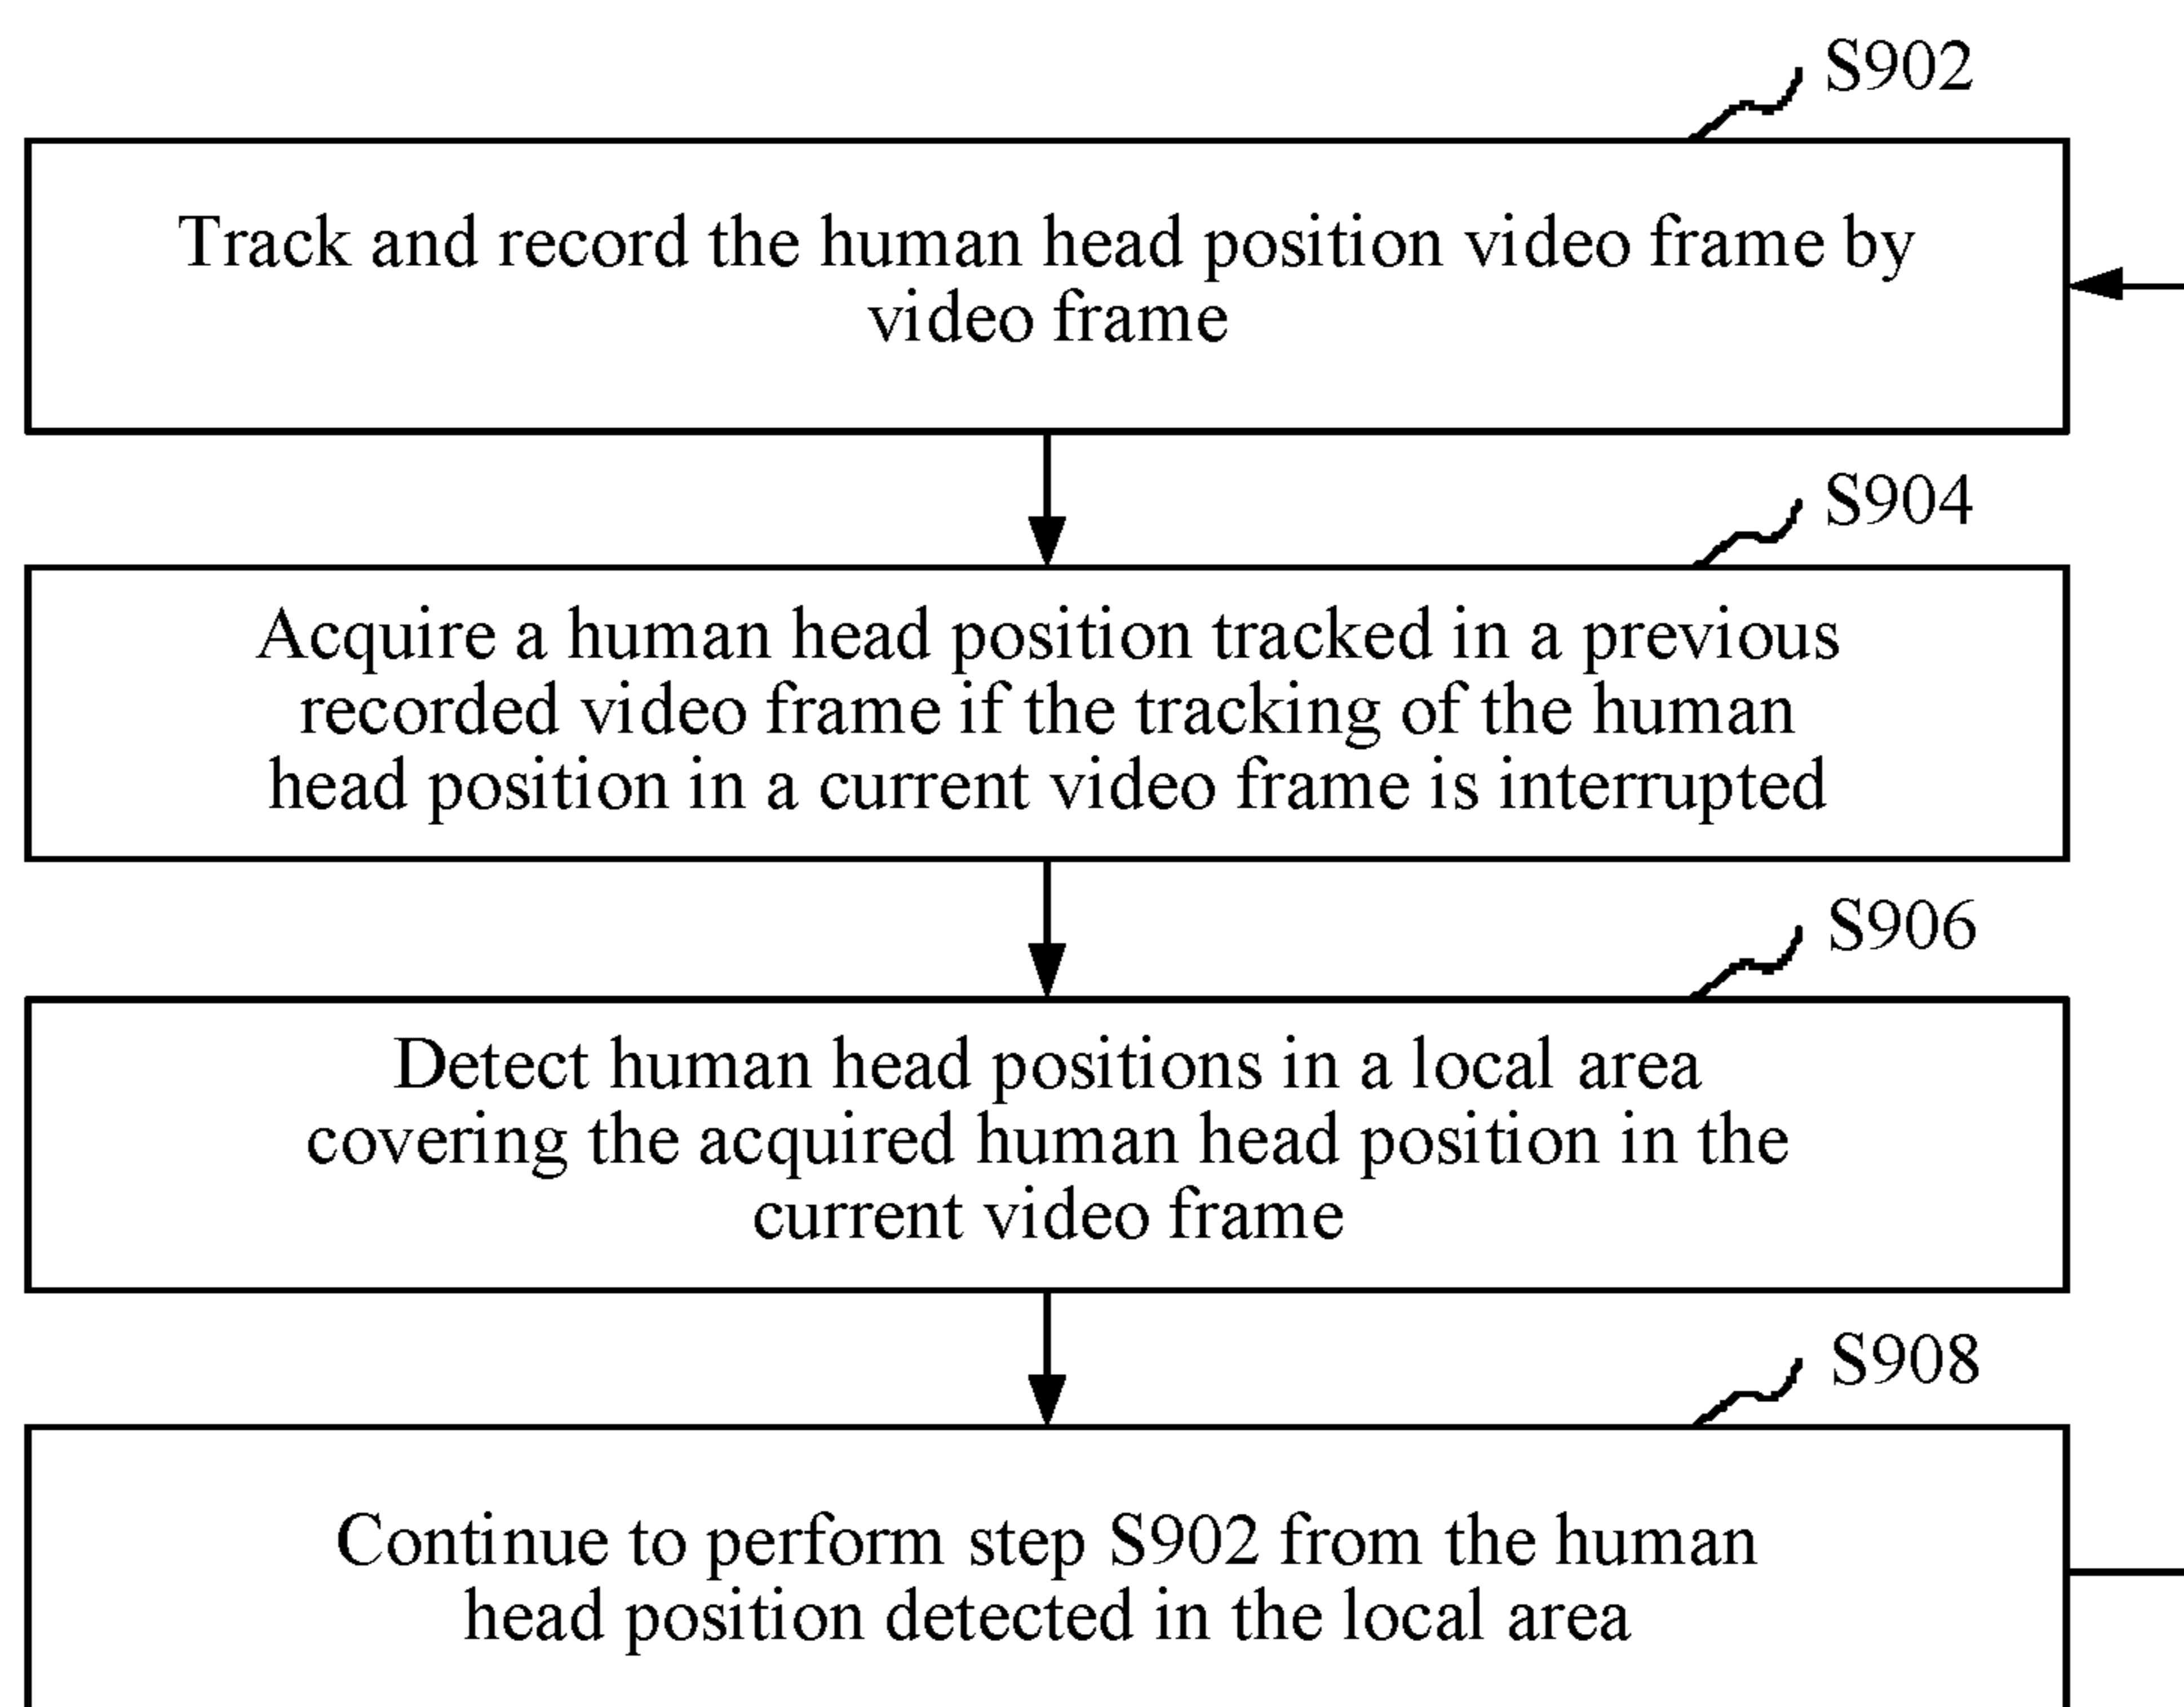 S902
Track and record the human head position video frame by
video frame
S904
Acquire a human head position tracked in a previous
recorded video frame if the tracking of the human
head position in a current video frame is interrupted
S906
Detect human head positions in a local area
covering the acquired human head position in the
current video frame
S908
Continue to perform step S902 from the human
head position detected in the local area